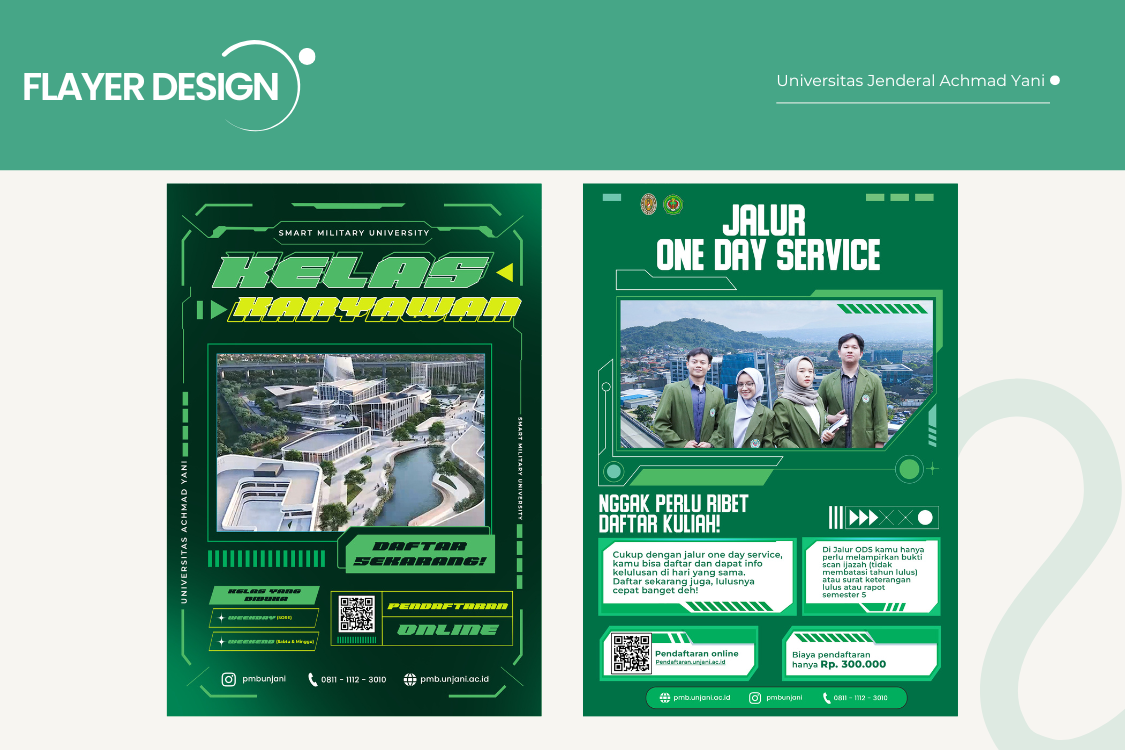 FLAYER DESIGN
Universitas Jenderal Achmad Yani
SMART MILITARY UNIVERSITY
KELAS
KARYAWAN
UNIVERSITAS ACHMAD YANI
SMART MILITARY UNIVERSITY
DAFTAR
SEKARANG!
KELAS YANG
DIBUKA
WEEKDAY (SORE)
WEEKEND (Sabtu & Minggu)
PENDAFTARAN
ONLINE
pmbunjani
0811 - 1112 - 3010
pmb.unjani.ac.id
JALUR
ONE DAY SERVICE
NGGAK PERLU RIBET
DAFTAR KULIAH!
Cukup dengan jalur one day service,
kamu bisa daftar dan dapat info
kelulusan di hari yang sama.
Daftar sekarang juga, lulusnya
cepat banget deh!
Di Jalur ODS kamu hanya
perlu melampirkan bukti
scan ijazah (tidak
membatasi tahun lulus)
atau surat keterangan
lulus atau rapot
semester 5
Pendaftaran online
Pendaftaran.unjani.ac.id
Biaya pendaftaran
hanya Rp. 300.000
pmb.unjani.ac.id
pmbunjani
0811 - 1112 - 3010